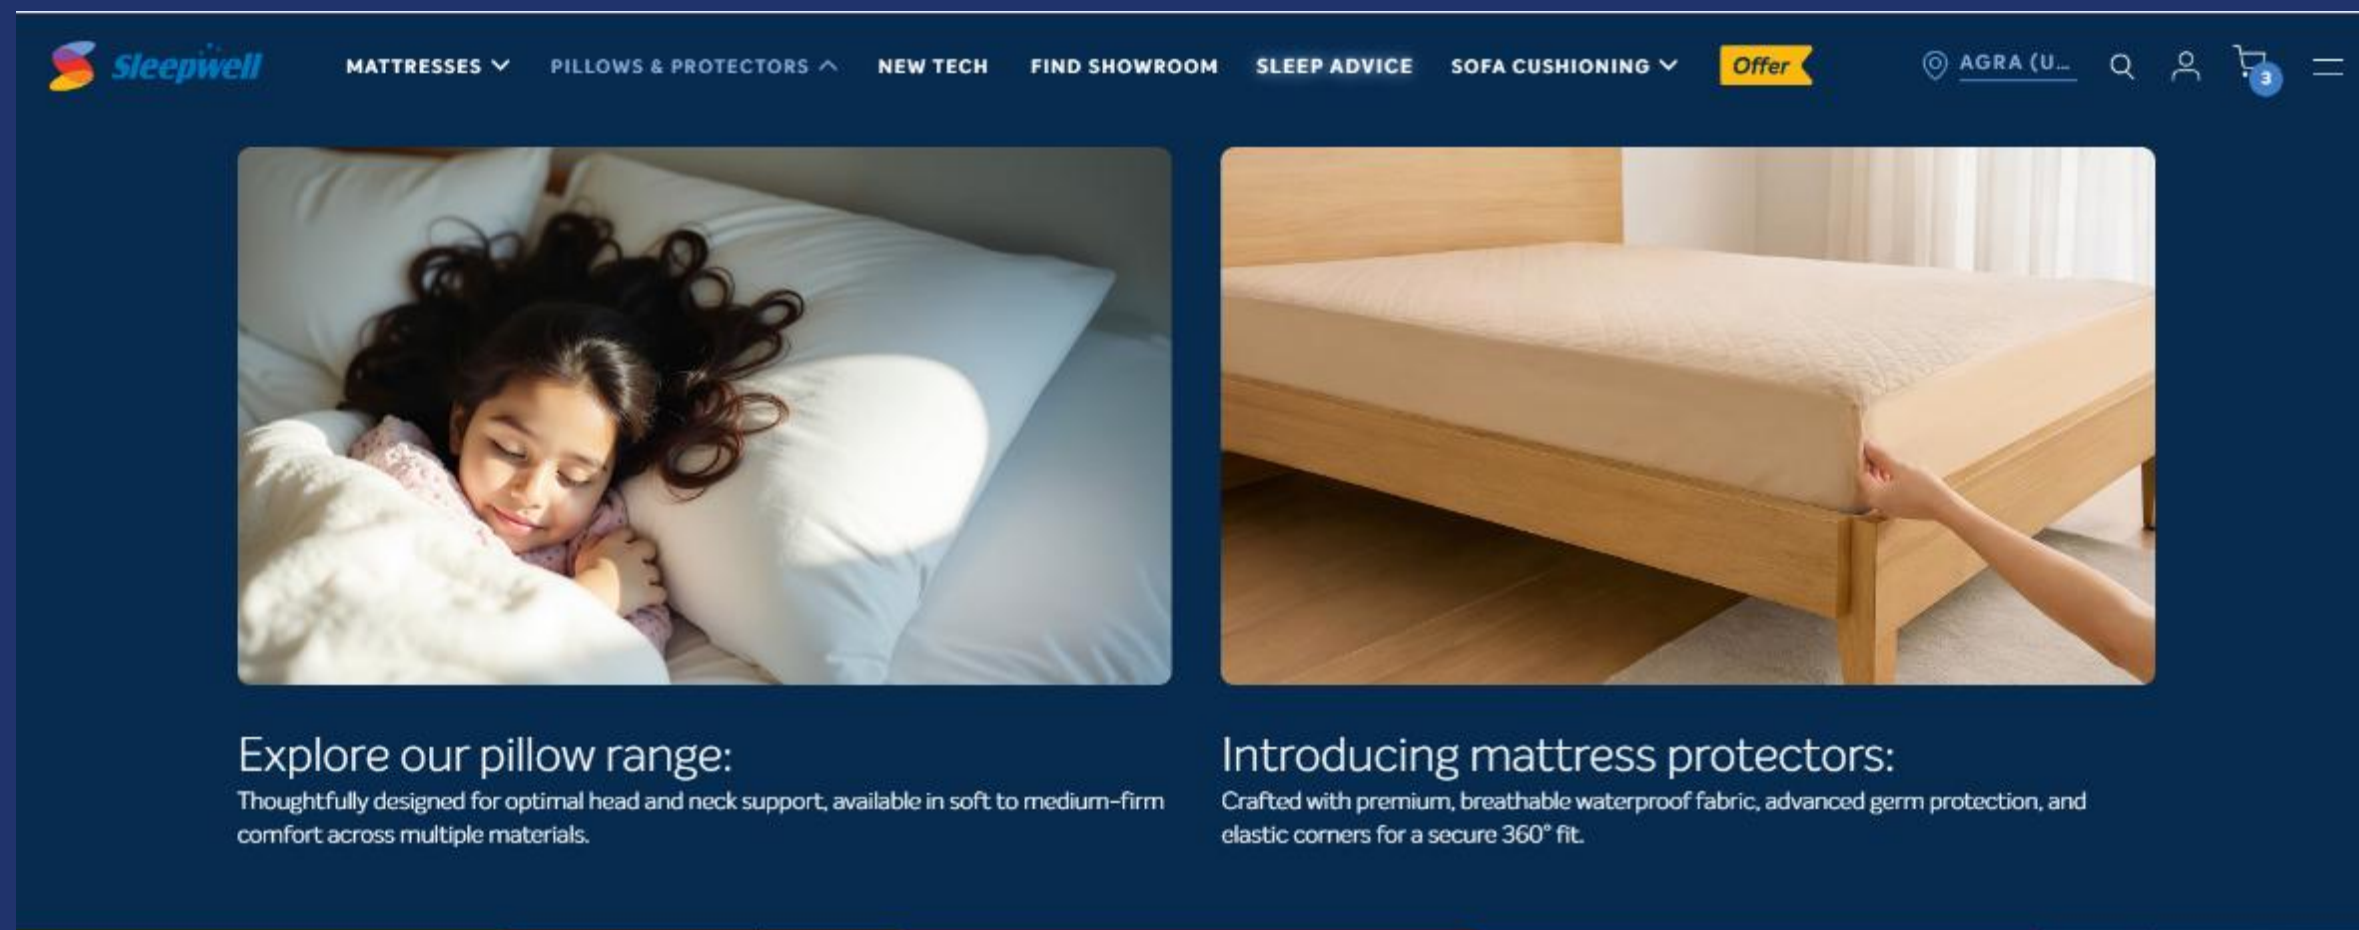 Sleepwell
MATTRESSES
PILLOWS & PROTECTORS
NEW TECH
FIND SHOWROOM
SLEEP ADVICE
SOFA CUSHIONING
Offer
AGRA (U...
3
Explore our pillow range:
Thoughtfully designed for optimal head and neck support, available in soft to medium-firm
comfort across multiple materials.
Introducing mattress protectors:
Crafted with premium, breathable waterproof fabric, advanced germ protection, and
elastic corners for a secure 360° fit.